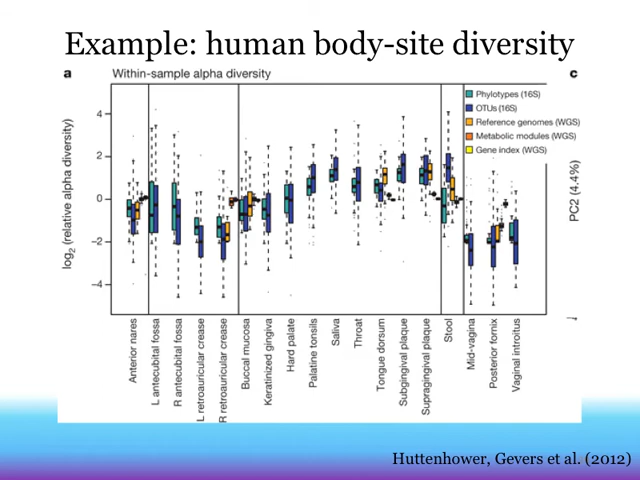 Example: human body-site diversity
a
Within-sample alpha diversity
c
Phylotypes (16S)
OTUs (16S)
Reference genomes (WGS)
Metabolic modules (WGS)
Gene index (WGS)
log2 (relative alpha diversity)
4
2
0
−2
−4
PC2 (4.4%)
Anterior nares
L antecubital fossa
R antecubital fossa
L retroauricular crease
R retroauricular crease
Buccal mucosa
Keratinized gingiva
Hard palate
Palatine tonsils
Saliva
Throat
Tongue dorsum
Subgingival plaque
Supragingival plaque
Stool
Mid-vagina
Posterior fornix
Vaginal introitus
Huttenhower, Gevers et al. (2012)